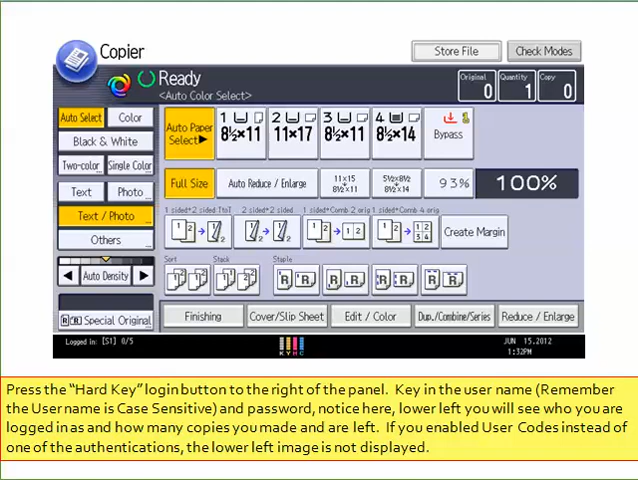 Copier
Store File
Check Modes
Ready
<Auto Color Select>
Original
0
Quantity
1
Copy
0
Auto Select
Color
Black & White
Two-color
Single Color
Text
Photo
Text / Photo
Others
Auto Density
Special Original
Auto Paper
Select▶
1
8½×11
2
11×17
3
8½×11
4
8½×14
Bypass
Full Size
Auto Reduce / Enlarge
11×15
8½×11
5½×8½
8½×14
93%
100%
1 sided→2 sided TtoT
2 sided→2 sided
1 sided→Comb 2 orig
1 sided→Comb 4 orig
Create Margin
Sort
Stack
Staple
Finishing
Cover/Slip Sheet
Edit / Color
Dup./Combine/Series
Reduce / Enlarge
Logged in: [S1] 0/5
K Y M C
JUN 15.2012
1:32PM
Press the "Hard Key" login button to the right of the panel. Key in the user name (Remember
the User name is Case Sensitive) and password, notice here, lower left you will see who you are
logged in as and how many copies you made and are left. If you enabled User Codes instead of
one of the authentications, the lower left image is not displayed.